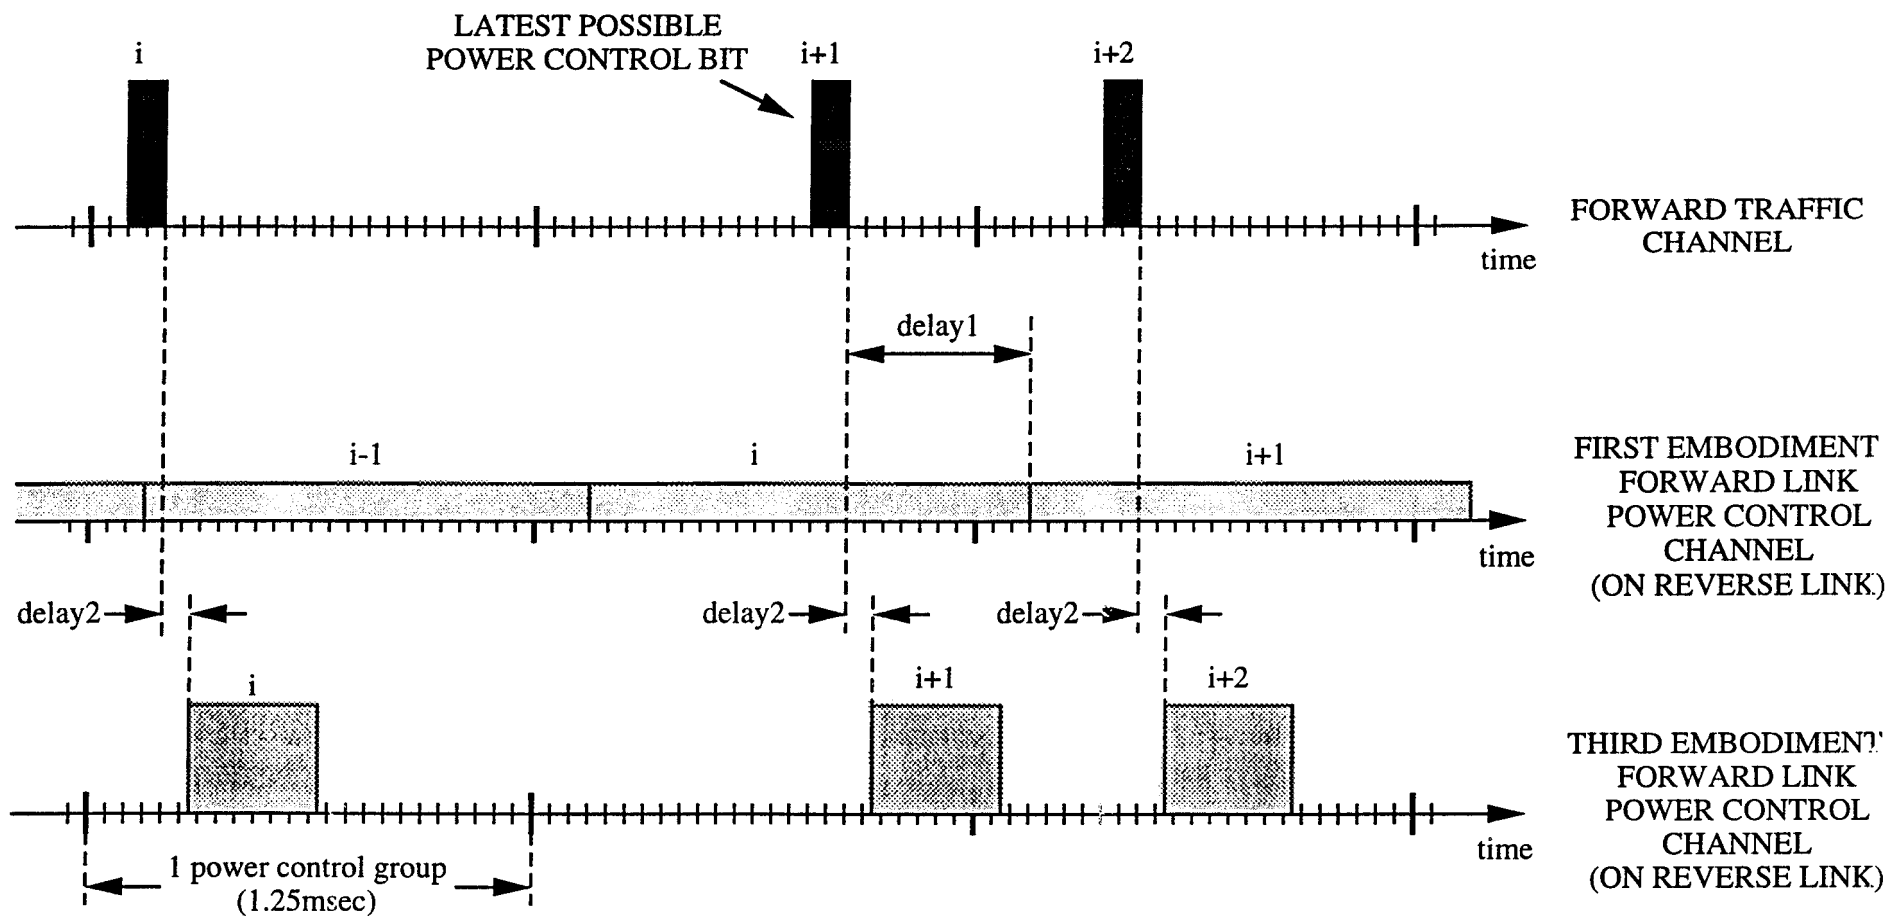 LATEST POSSIBLE
POWER CONTROL BIT
i
i+1
i+2
FORWARD TRAFFIC
CHANNEL
time
delay1
i-1
i
i+1
FIRST EMBODIMENT
FORWARD LINK
POWER CONTROL
CHANNEL
(ON REVERSE LINK)
time
delay2
delay2
delay2
i
i+1
i+2
THIRD EMBODIMENT
FORWARD LINK
POWER CONTROL
CHANNEL
(ON REVERSE LINK)
time
1 power control group
(1.25msec)